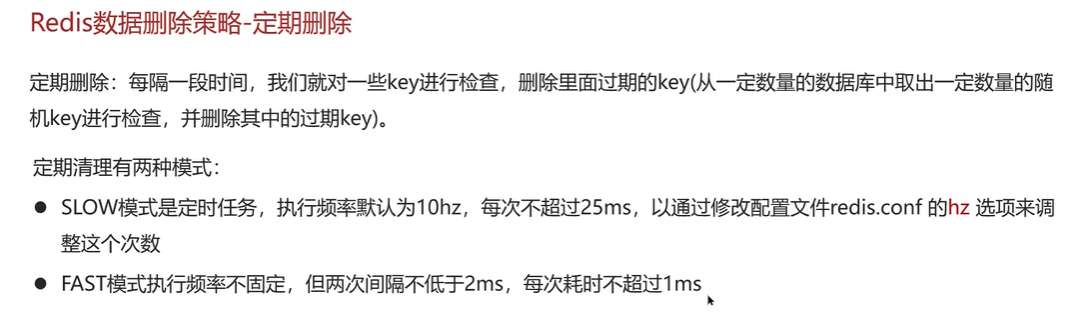 Redis数据删除策略-定期删除
定期删除：每隔一段时间，我们就对一些key进行检查，删除里面过期的key(从一定数量的数据库中取出一定数量的随
机key进行检查，并删除其中的过期key)。
定期清理有两种模式：
● SLOW模式是定时任务，执行频率默认为10hz，每次不超过25ms，以通过修改配置文件redis.conf 的hz 选项来调
整这个次数
● FAST模式执行频率不固定，但两次间隔不低于2ms，每次耗时不超过1ms